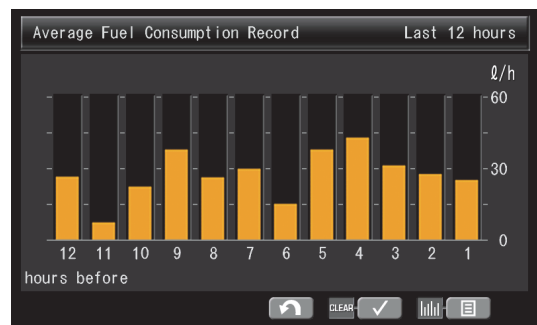 Average Fuel Consumption Record Last 12 hours
ℓ/h
60
30
0
12 11 10 9 8 7 6 5 4 3 2 1
hours before
CLEAR